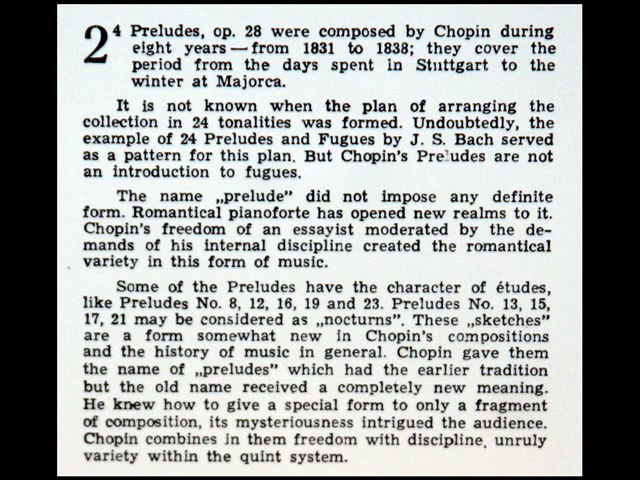 24 Preludes, op. 28 were composed by Chopin during
eight years — from 1831 to 1838; they cover the
period from the days spent in Stuttgart to the
winter at Majorca.
It is not known when the plan of arranging the
collection in 24 tonalities was formed. Undoubtedly, the
example of 24 Preludes and Fugues by J. S. Bach served
as a pattern for this plan. But Chopin's Preludes are not
an introduction to fugues.
The name „prelude” did not impose any definite
form. Romantical pianoforte has opened new realms to it.
Chopin's freedom of an essayist moderated by the de-
mands of his internal discipline created the romantical
variety in this form of music.
Some of the Preludes have the character of études,
like Preludes No. 8, 12, 16, 19 and 23. Preludes No. 13, 15,
17, 21 may be considered as „nocturns”. These „sketches”
are a form somewhat new in Chopin's compositions
and the history of music in general. Chopin gave them
the name of „preludes” which had the earlier tradition
but the old name received a completely new meaning.
He knew how to give a special form to only a fragment
of composition, its mysteriousness intrigued the audience.
Chopin combines in them freedom with discipline, unruly
variety within the quint system.